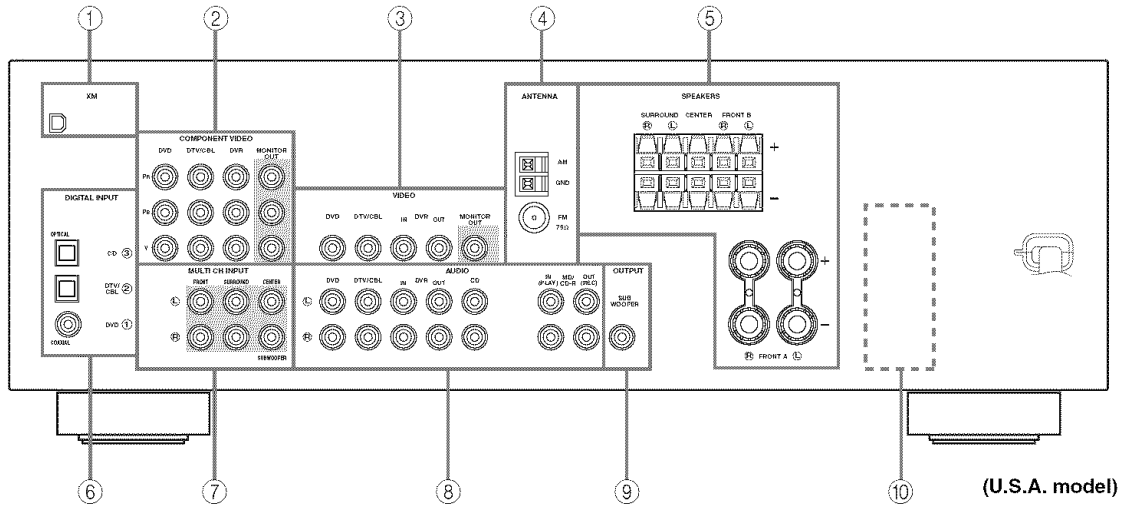 ① ② ③ ④ ⑤
XM
ANTENNA
SPEAKERS
SURROUND CENTER FRONT B
R L R L
+
−
COMPONENT VIDEO
DVD DTV/CBL DVR MONITOR OUT
PR
PB
Y
AM
GND
FM
75Ω
VIDEO
DVD DTV/CBL IN DVR OUT MONITOR OUT
DIGITAL INPUT
OPTICAL
CD ③
DTV/CBL ②
DVD ①
COAXIAL
MULTI CH INPUT
FRONT SURROUND CENTER
L
R
SUBWOOFER
AUDIO
DVD DTV/CBL IN DVR OUT CD IN (PLAY) MD/CD-R OUT (REC)
L
R
OUTPUT
SUB WOOFER
+
−
R FRONT A L
⑥ ⑦ ⑧ ⑨ ⑩
(U.S.A. model)